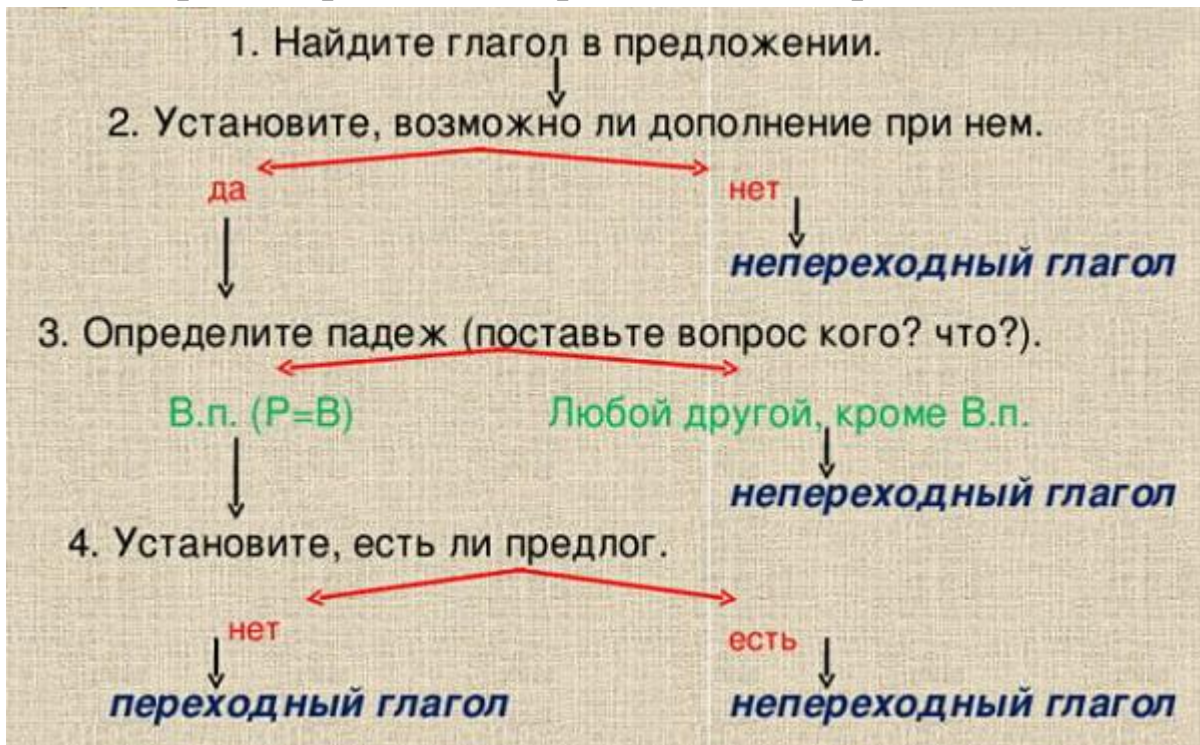 1. Найдите глагол в предложении.
2. Установите, возможно ли дополнение при нем.
да нет
непереходный глагол
3. Определите падеж (поставьте вопрос кого? что?).
В.п. (Р=В) Любой другой, кроме В.п.
непереходный глагол
4. Установите, есть ли предлог.
нет есть
переходный глагол непереходный глагол